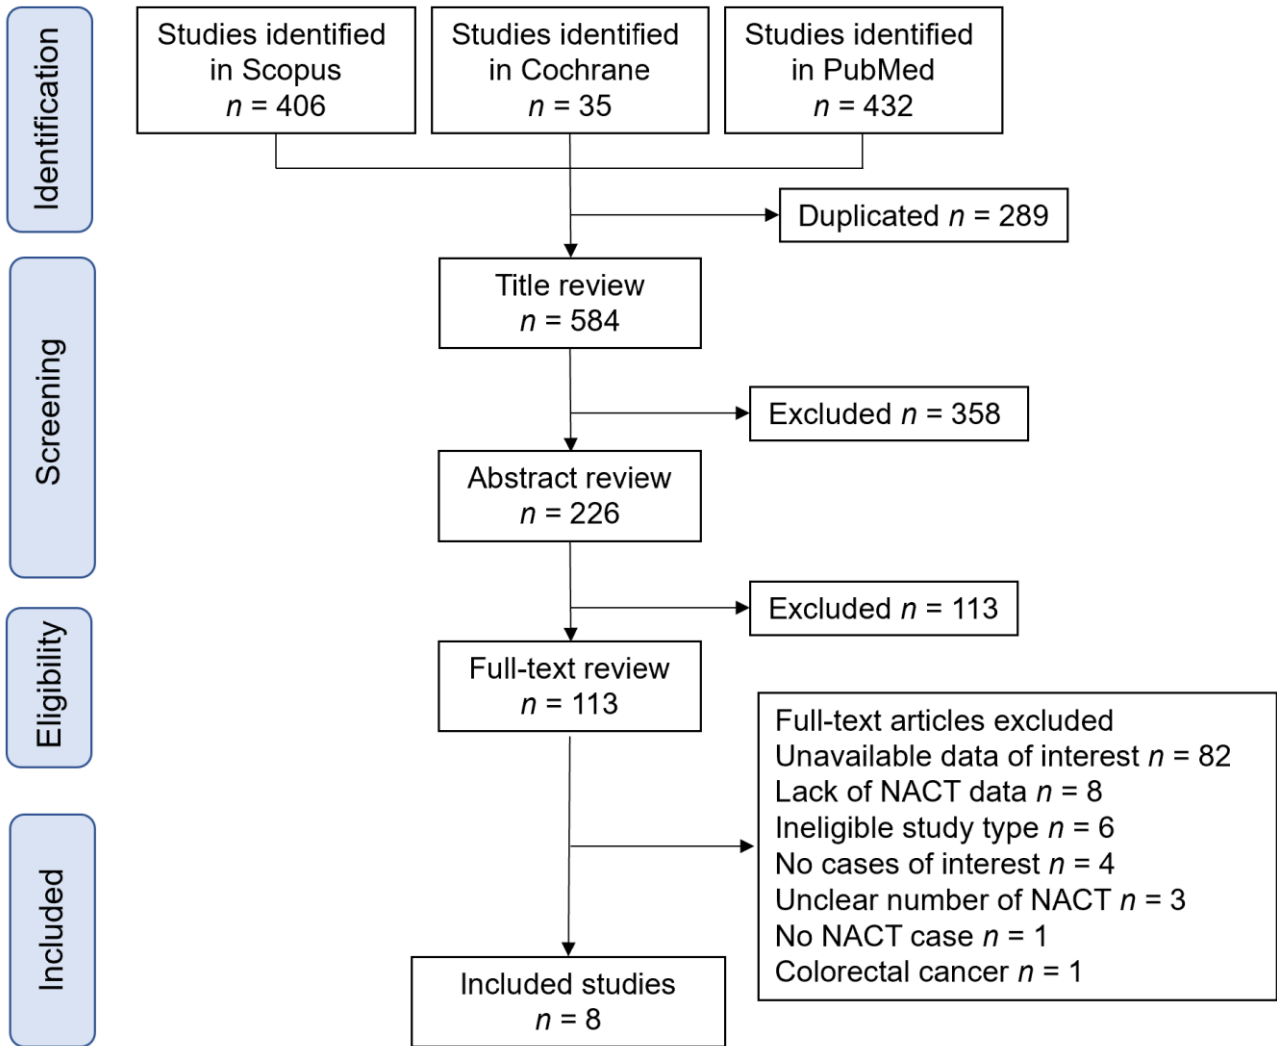 Identification
Studies identified
in Scopus
n = 406
Studies identified
in Cochrane
n = 35
Studies identified
in PubMed
n = 432
Duplicated n = 289
Screening
Title review
n = 584
Excluded n = 358
Abstract review
n = 226
Excluded n = 113
Eligibility
Full-text review
n = 113
Full-text articles excluded
Unavailable data of interest n = 82
Lack of NACT data n = 8
Ineligible study type n = 6
No cases of interest n = 4
Unclear number of NACT n = 3
No NACT case n = 1
Colorectal cancer n = 1
Included
Included studies
n = 8